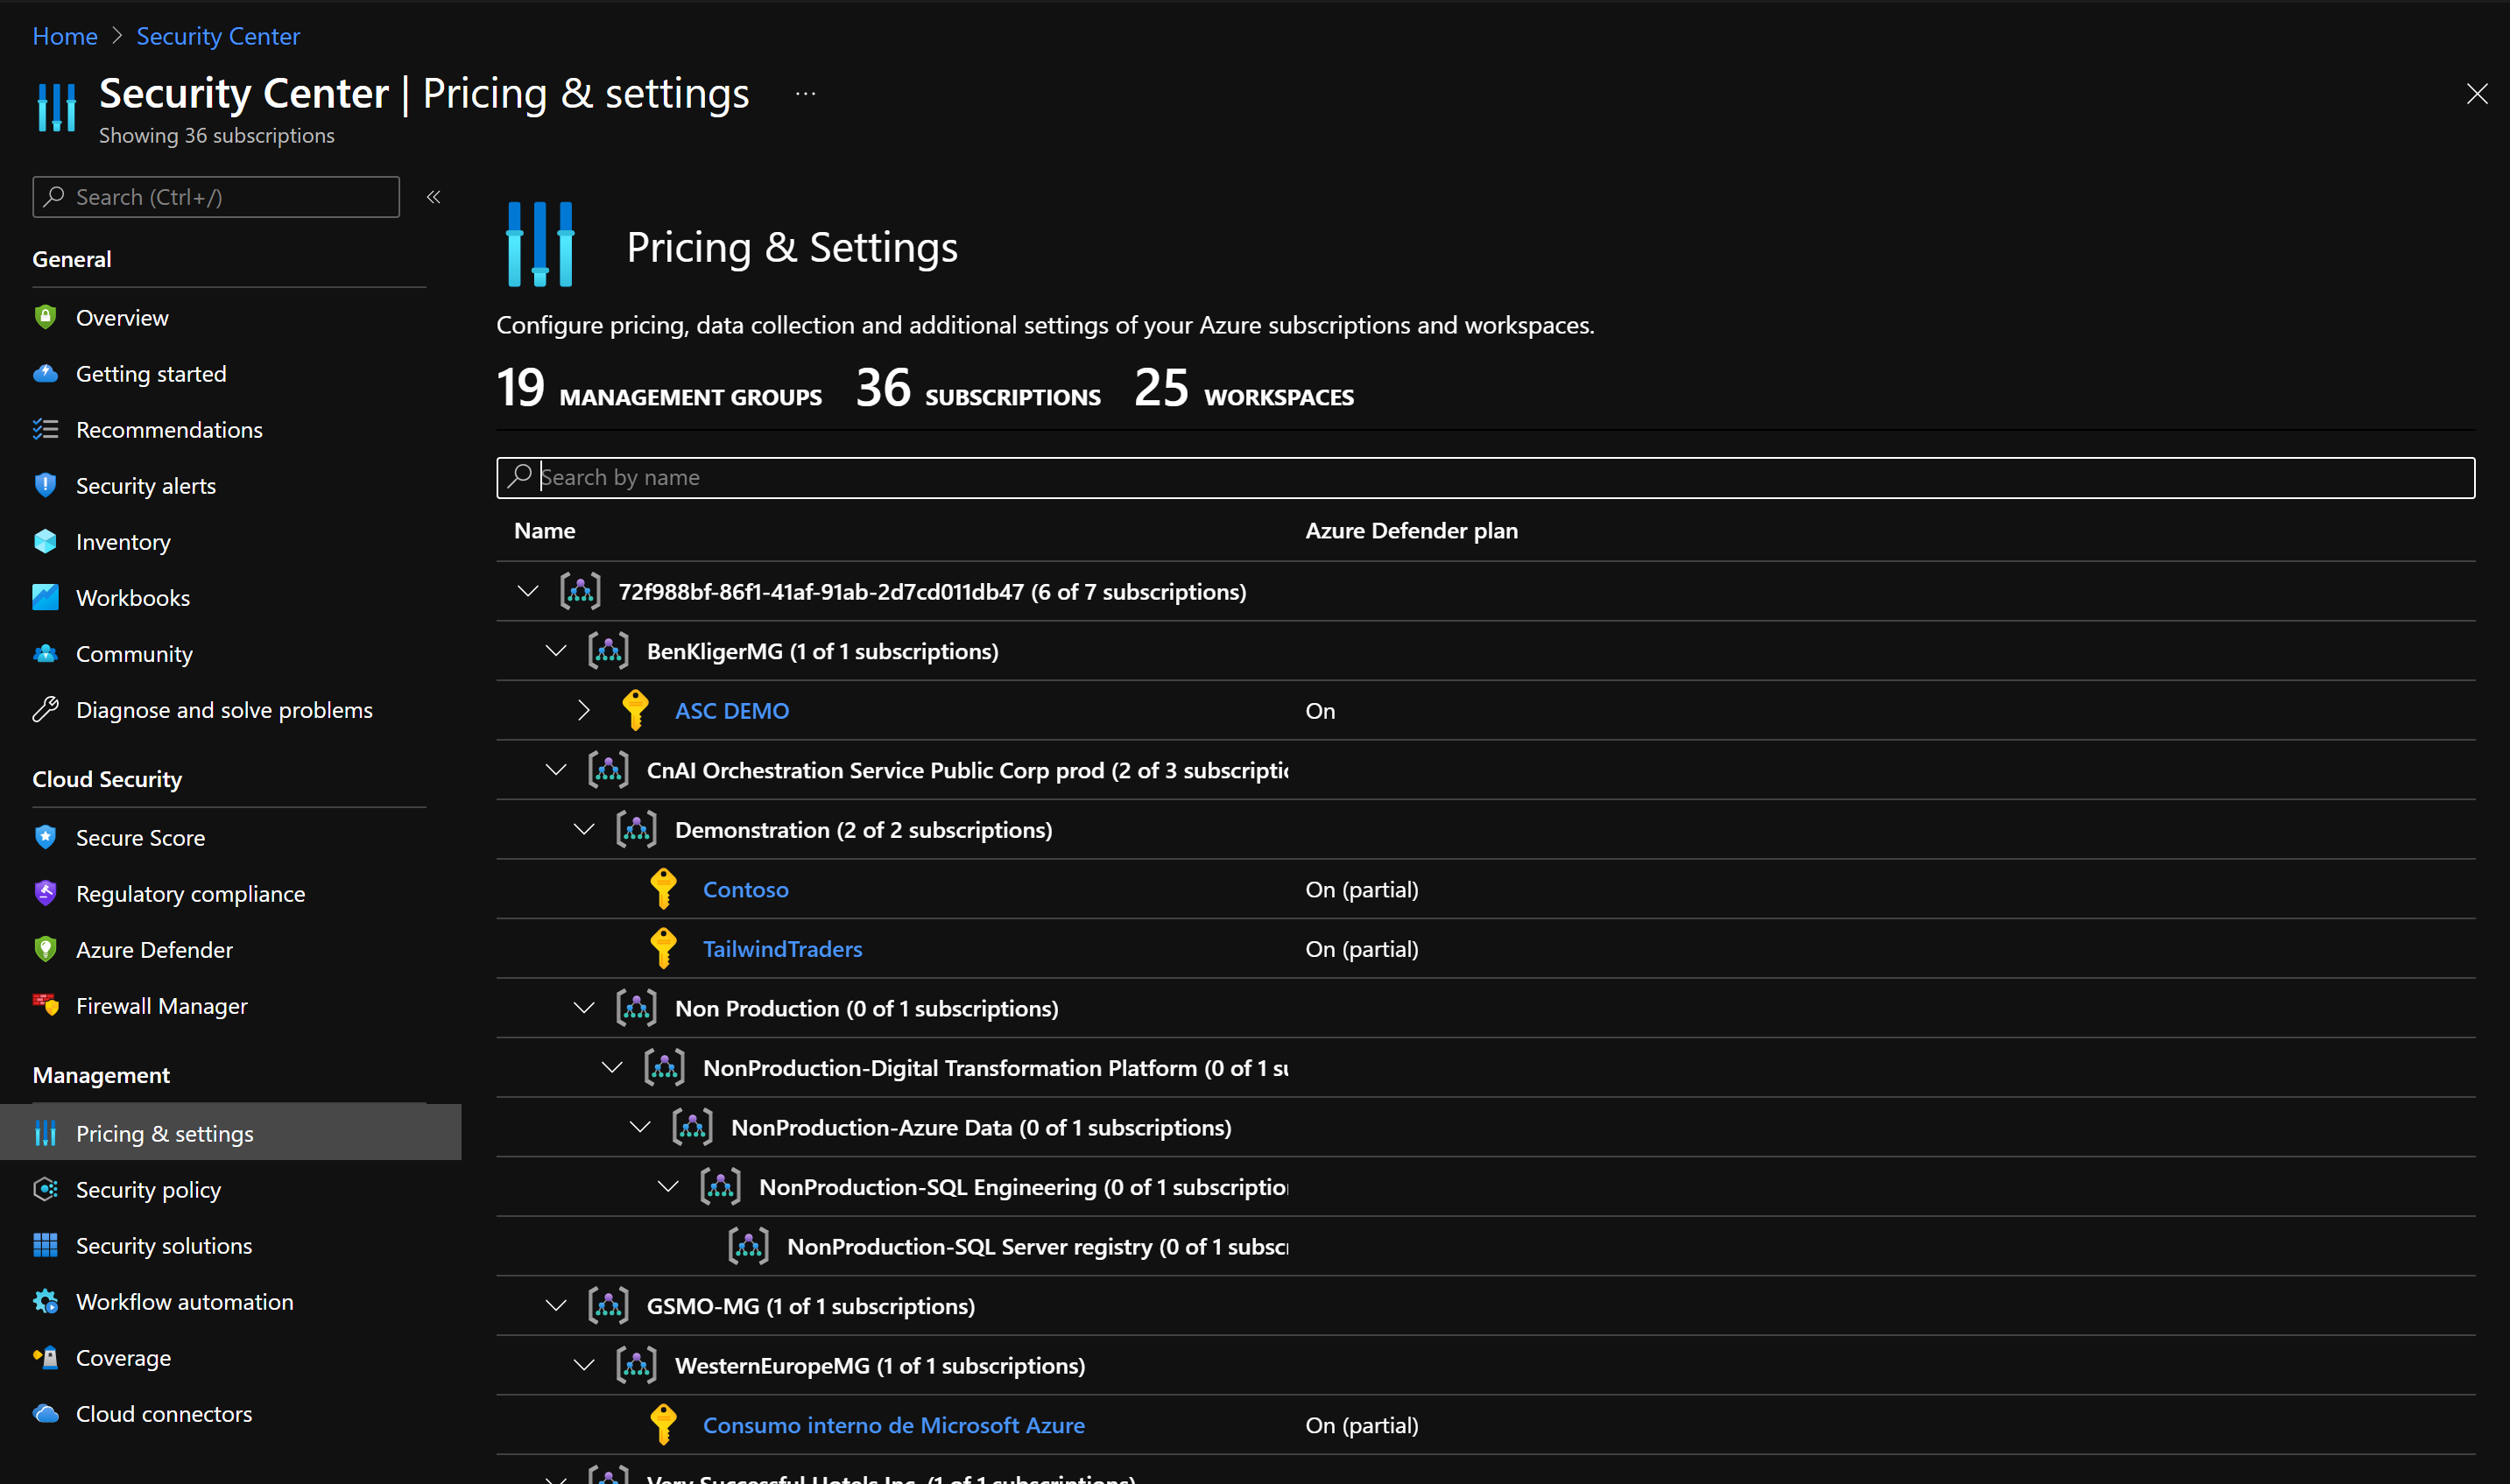 Home > Security Center
Security Center | Pricing & settings ...
Showing 36 subscriptions
Search (Ctrl+/)
«
General
Overview
Getting started
Recommendations
Security alerts
Inventory
Workbooks
Community
Diagnose and solve problems
Cloud Security
Secure Score
Regulatory compliance
Azure Defender
Firewall Manager
Management
Pricing & settings
Security policy
Security solutions
Workflow automation
Coverage
Cloud connectors
Pricing & Settings
Configure pricing, data collection and additional settings of your Azure subscriptions and workspaces.
19 MANAGEMENT GROUPS 36 SUBSCRIPTIONS 25 WORKSPACES
Search by name
Name Azure Defender plan
72f988bf-86f1-41af-91ab-2d7cd011db47 (6 of 7 subscriptions)
BenKligerMG (1 of 1 subscriptions)
ASC DEMO On
CnAI Orchestration Service Public Corp prod (2 of 3 subscripti
Demonstration (2 of 2 subscriptions)
Contoso On (partial)
TailwindTraders On (partial)
Non Production (0 of 1 subscriptions)
NonProduction-Digital Transformation Platform (0 of 1 su
NonProduction-Azure Data (0 of 1 subscriptions)
NonProduction-SQL Engineering (0 of 1 subscriptio
NonProduction-SQL Server registry (0 of 1 subsc
GSMO-MG (1 of 1 subscriptions)
WesternEuropeMG (1 of 1 subscriptions)
Consumo interno de Microsoft Azure On (partial)
Very Successful Hotels Inc. (1 of 1 subscriptions)